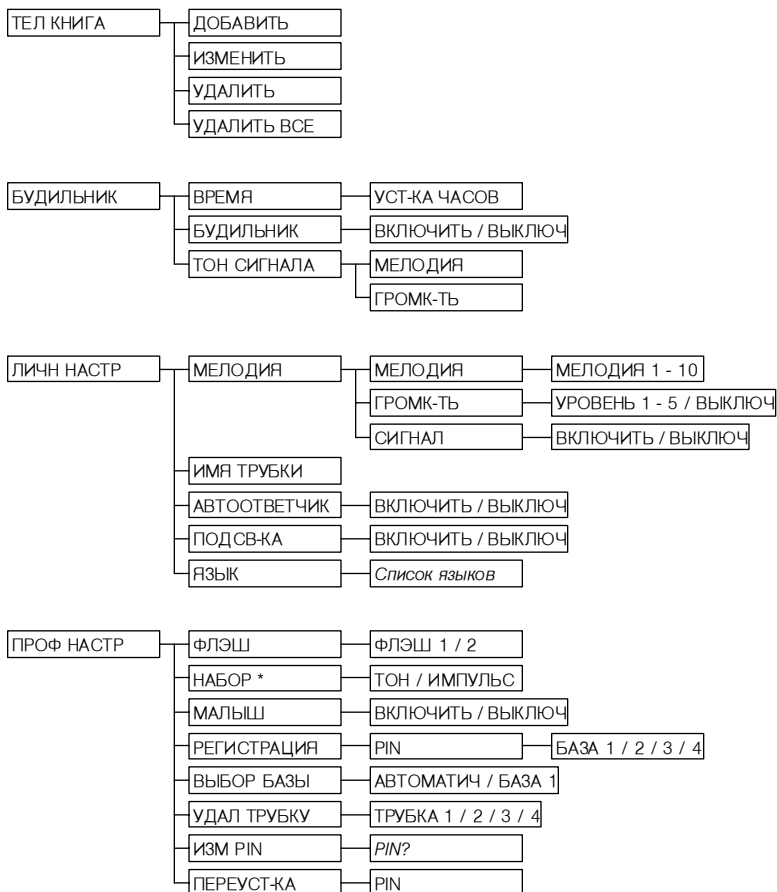 ТЕЛ КНИГА ДОБАВИТЬ
ИЗМЕНИТЬ
УДАЛИТЬ
УДАЛИТЬ ВСЕ
БУДИЛЬНИК ВРЕМЯ УСТ-КА ЧАСОВ
БУДИЛЬНИК ВКЛЮЧИТЬ / ВЫКЛЮЧ
ТОН СИГНАЛА МЕЛОДИЯ
ГРОМК-ТЬ
ЛИЧН НАСТР МЕЛОДИЯ МЕЛОДИЯ МЕЛОДИЯ 1 - 10
ГРОМК-ТЬ УРОВЕНЬ 1 - 5 / ВЫКЛЮЧ
СИГНАЛ ВКЛЮЧИТЬ / ВЫКЛЮЧ
ИМЯ ТРУБКИ
АВТООТВЕТЧИК ВКЛЮЧИТЬ / ВЫКЛЮЧ
ПОДСВ-КА ВКЛЮЧИТЬ / ВЫКЛЮЧ
ЯЗЫК Список языков
ПРОФ НАСТР ФЛЭШ ФЛЭШ 1 / 2
НАБОР * ТОН / ИМПУЛЬС
МАЛЫШ ВКЛЮЧИТЬ / ВЫКЛЮЧ
РЕГИСТРАЦИЯ PIN БАЗА 1 / 2 / 3 / 4
ВЫБОР БАЗЫ АВТОМАТИЧ / БАЗА 1
УДАЛ ТРУБКУ ТРУБКА 1 / 2 / 3 / 4
ИЗМ PIN PIN?
ПЕРЕУСТ-КА PIN